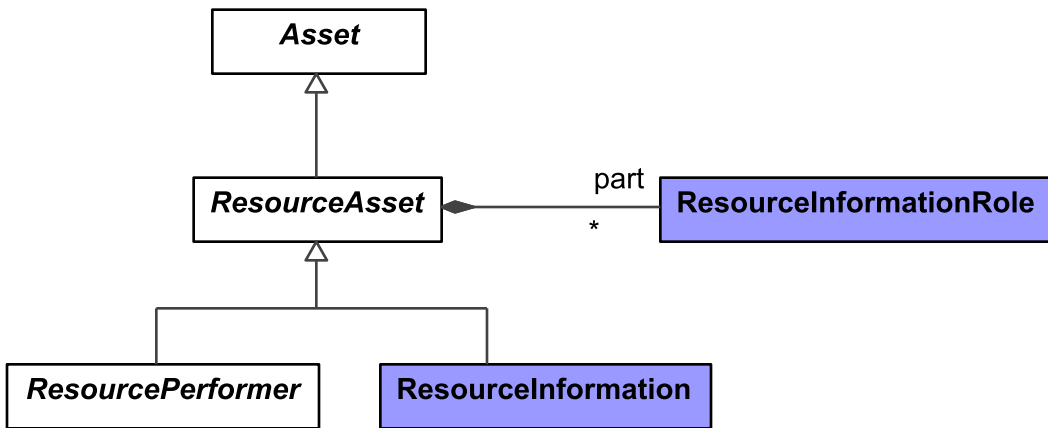 Asset
part
ResourceAsset
ResourceInformationRole
*
ResourcePerformer
ResourceInformation